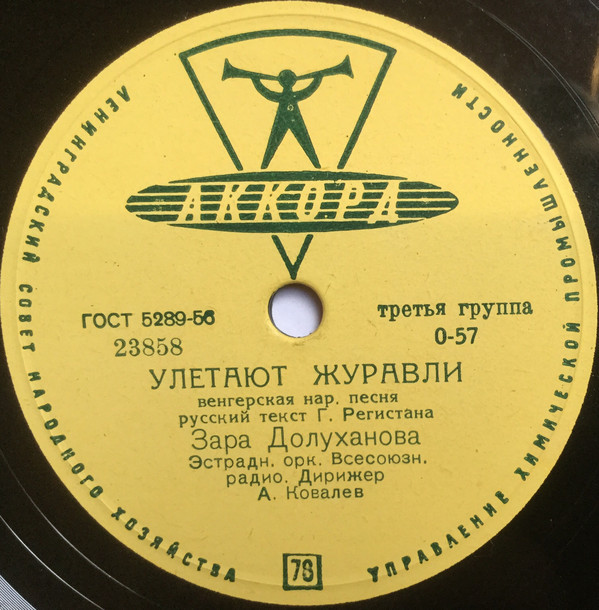 ЛЕНИНГРАДСКИЙ СОВЕТ НАРОДНОГО ХОЗЯЙСТВА
УПРАВЛЕНИЕ ХИМИЧЕСКОЙ ПРОМЫШЛЕННОСТИ
АККОРД
ГОСТ 5289-56
третья группа
23858
0-57
УЛЕТАЮТ ЖУРАВЛИ
венгерская нар. песня
русский текст Г. Регистана
Зара Долуханова
Эстрадн. орк. Всесоюзн.
радио. Дирижер
А. Ковалев
78